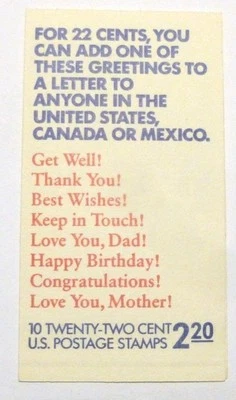 FOR 22 CENTS, YOU
CAN ADD ONE OF
THESE GREETINGS TO
A LETTER TO
ANYONE IN THE
UNITED STATES,
CANADA OR MEXICO.
Get Well!
Thank You!
Best Wishes!
Keep in Touch!
Love You, Dad!
Happy Birthday!
Congratulations!
Love You, Mother!
10 TWENTY-TWO CENT
U.S. POSTAGE STAMPS 220